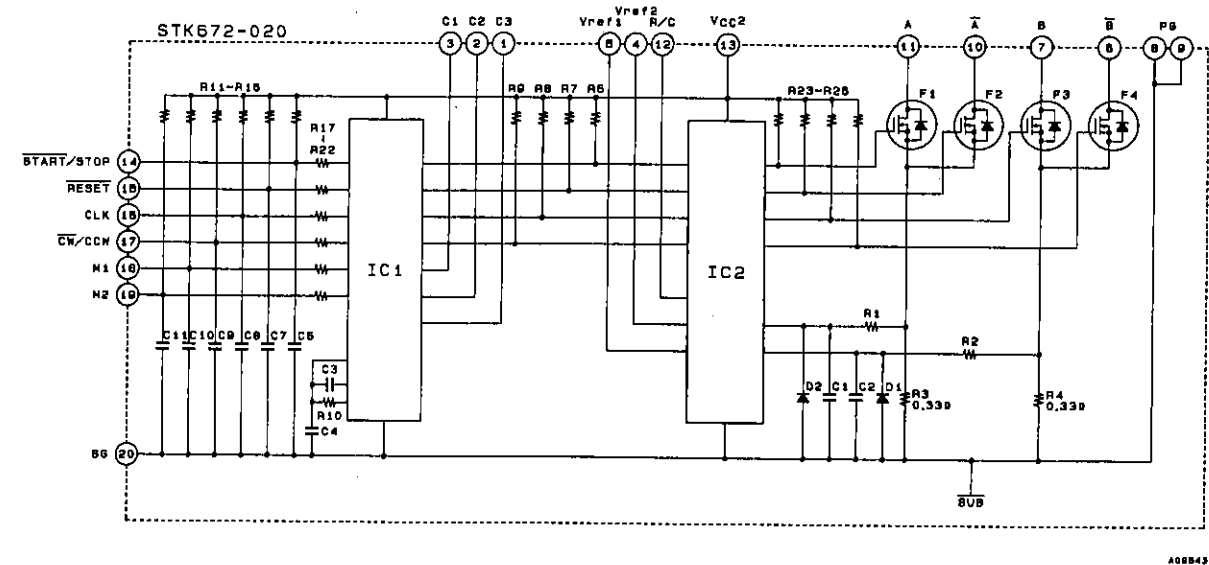 STK672-020
C1 C2 C3
3 2 1
Vref2
Vref1 R/C
5 4 12
VCC2
13
A
11
A
10
B
7
B
6
PG
8 9
R11~R16
R9 R8 R7 R6
R23~R26
F1
F2
F3
F4
R17
R22
START/STOP 14
RESET 15
CLK 16
CW/CCW 17
M1 18
M2 19
IC1
IC2
R1
R2
C11 C10 C9 C8 C7 C5
C3
R10
C4
D2 C1 C2 D1
R3
0.33Ω
R4
0.33Ω
SG 20
SUB
A09543